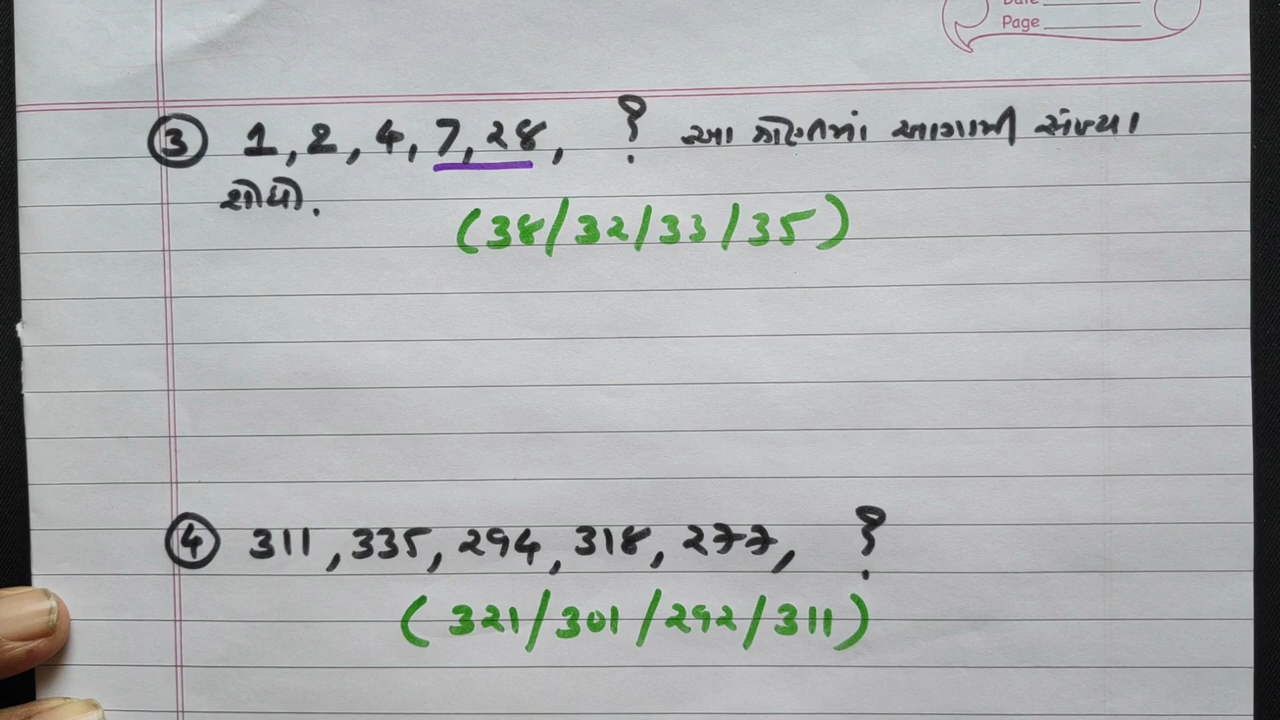 Date
Page
③ 1, 2, 4, 7, 28, ? આ શ્રેણીમાં આગામી સંખ્યા
શોધો.
(38/32/33/35)
④ 311, 335, 294, 318, 277, ?
(321/301/292/311)